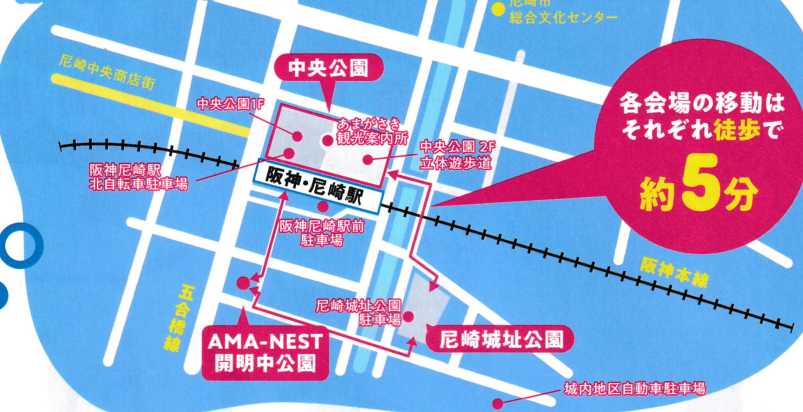 尼崎市
総合文化センター
尼崎中央商店街
中央公園
中央公園1F
あまがさき
観光案内所
中央公園 2F
立体遊歩道
阪神尼崎駅
北自転車駐車場
阪神・尼崎駅
阪神尼崎駅前
駐車場
各会場の移動は
それぞれ徒歩で
約5分
阪神本線
五合橋線
尼崎城址公園
駐車場
尼崎城址公園
AMA-NEST
開明中公園
城内地区自動車駐車場